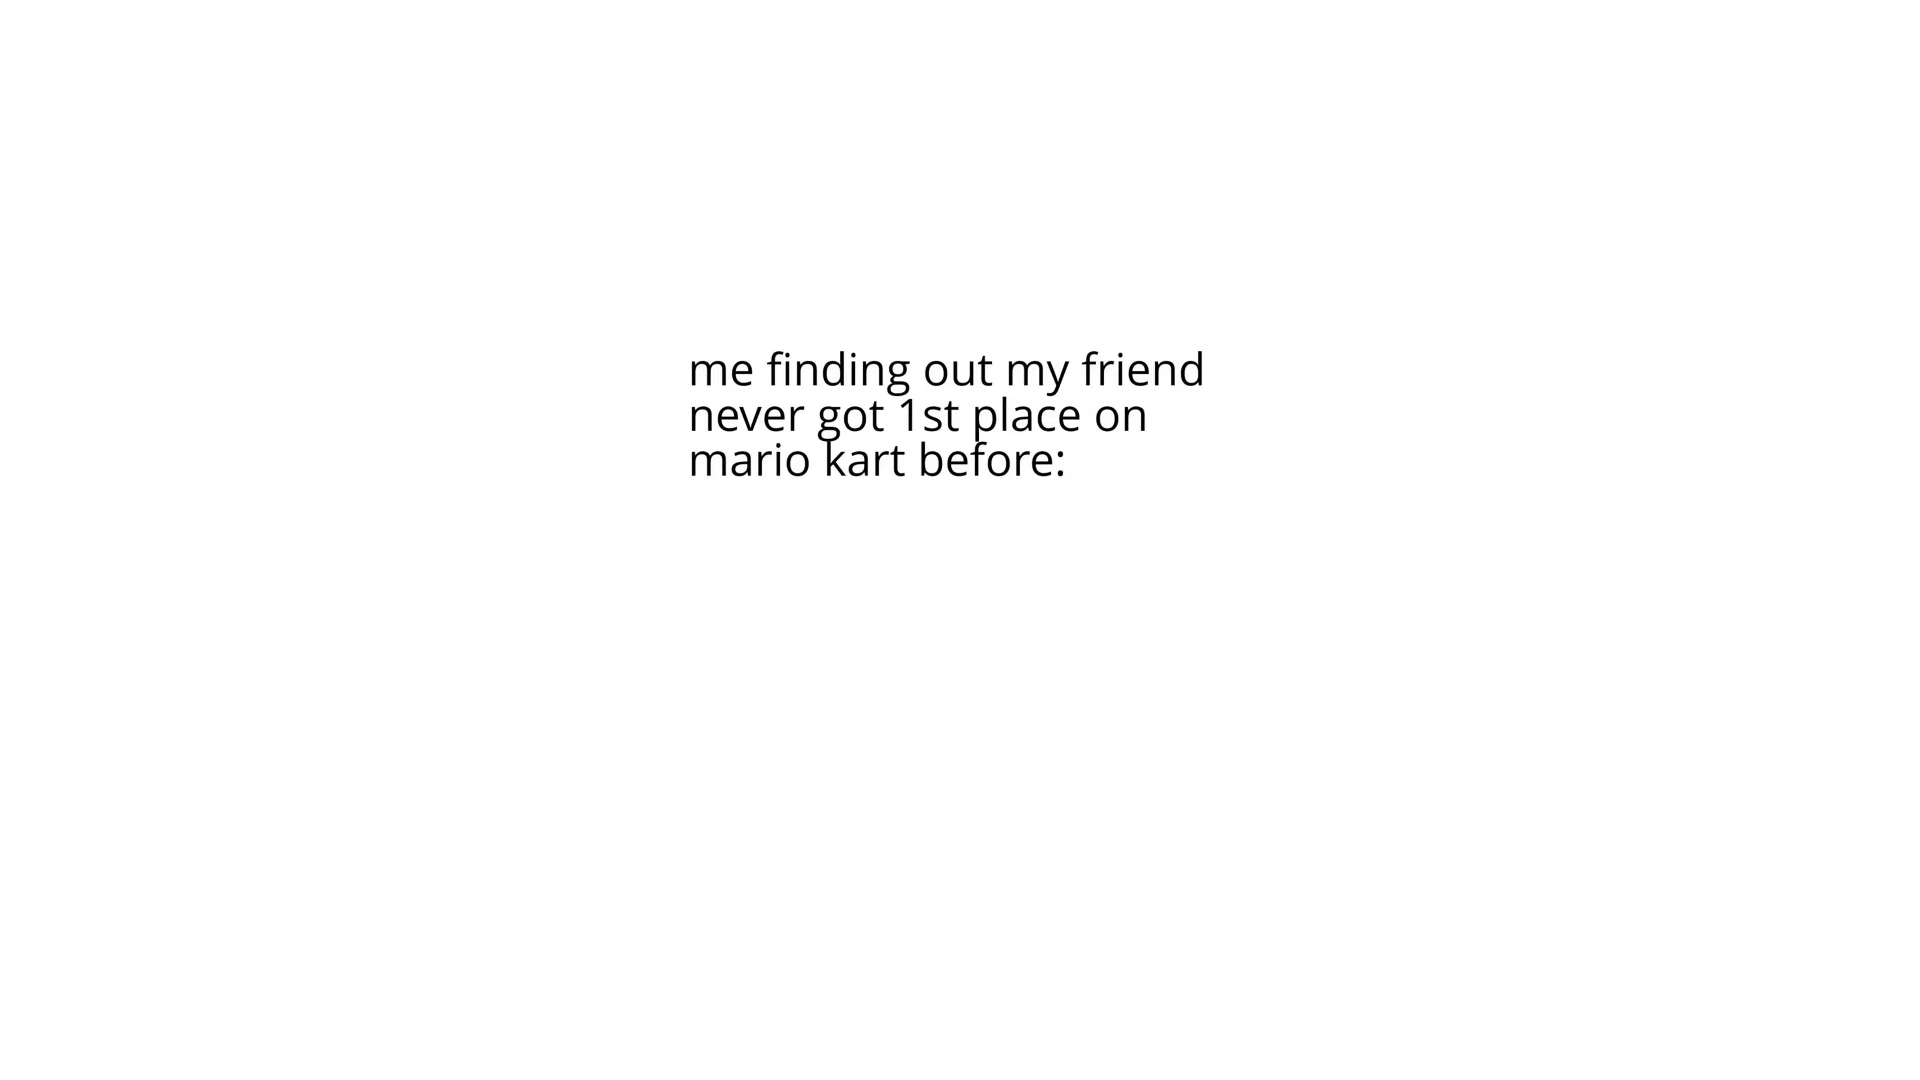 me finding out my friend
never got 1st place on
mario kart before: